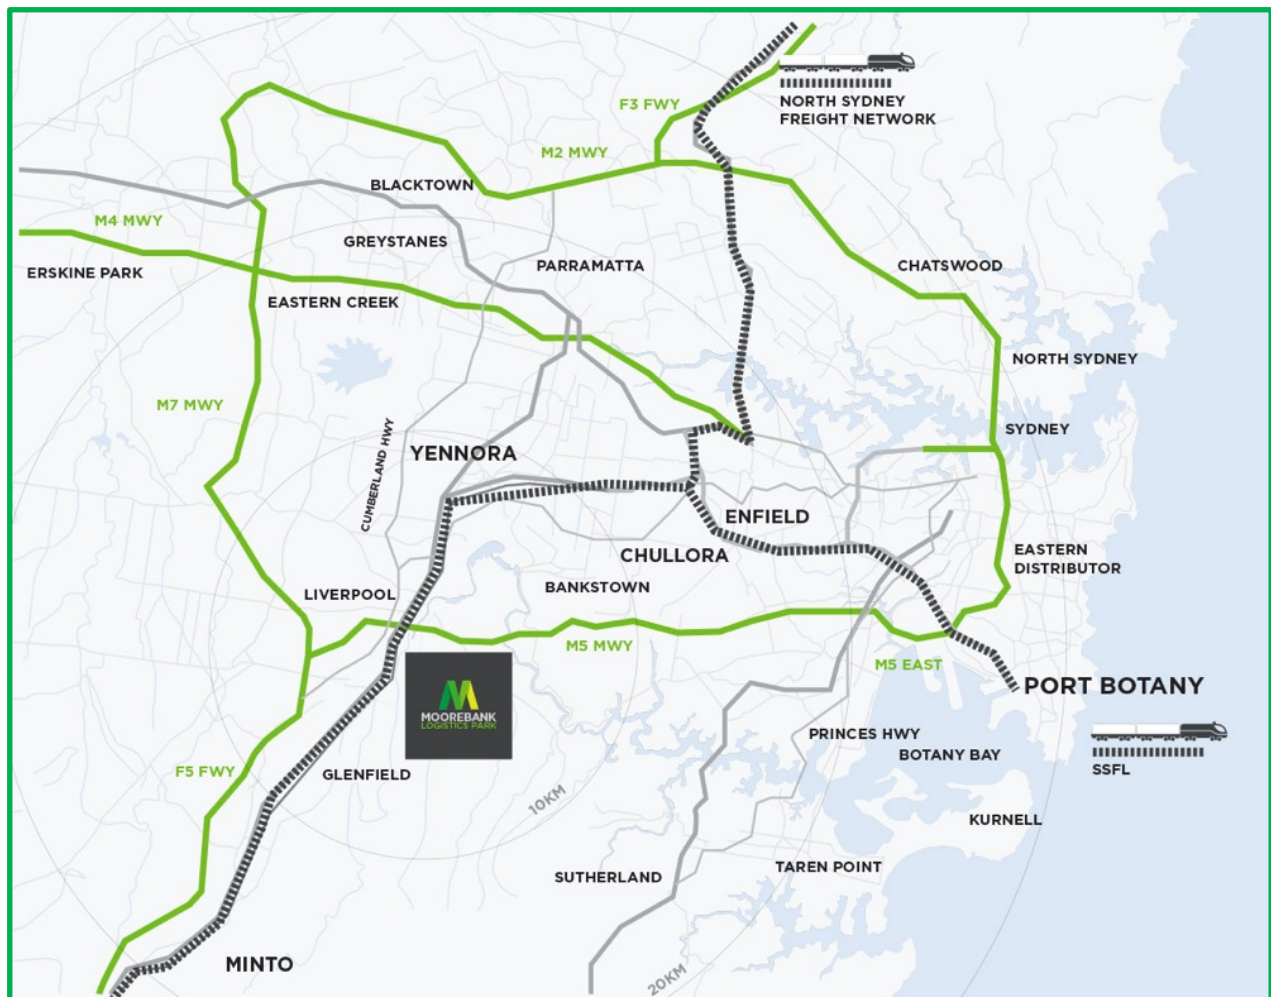 F3 FWY
NORTH SYDNEY
FREIGHT NETWORK
M2 MWY
BLACKTOWN
M4 MWY
GREYSTANES
ERSKINE PARK
PARRAMATTA
CHATSWOOD
EASTERN CREEK
NORTH SYDNEY
M7 MWY
SYDNEY
CUMBERLAND HWY
YENNORA
ENFIELD
CHULLORA
EASTERN
DISTRIBUTOR
LIVERPOOL
BANKSTOWN
M5 MWY
M5 EAST
PORT BOTANY
MOOREBANK
LOGISTICS PARK
PRINCES HWY
BOTANY BAY
SSFL
F5 FWY
GLENFIELD
10KM
KURNELL
SUTHERLAND
TAREN POINT
MINTO
20KM